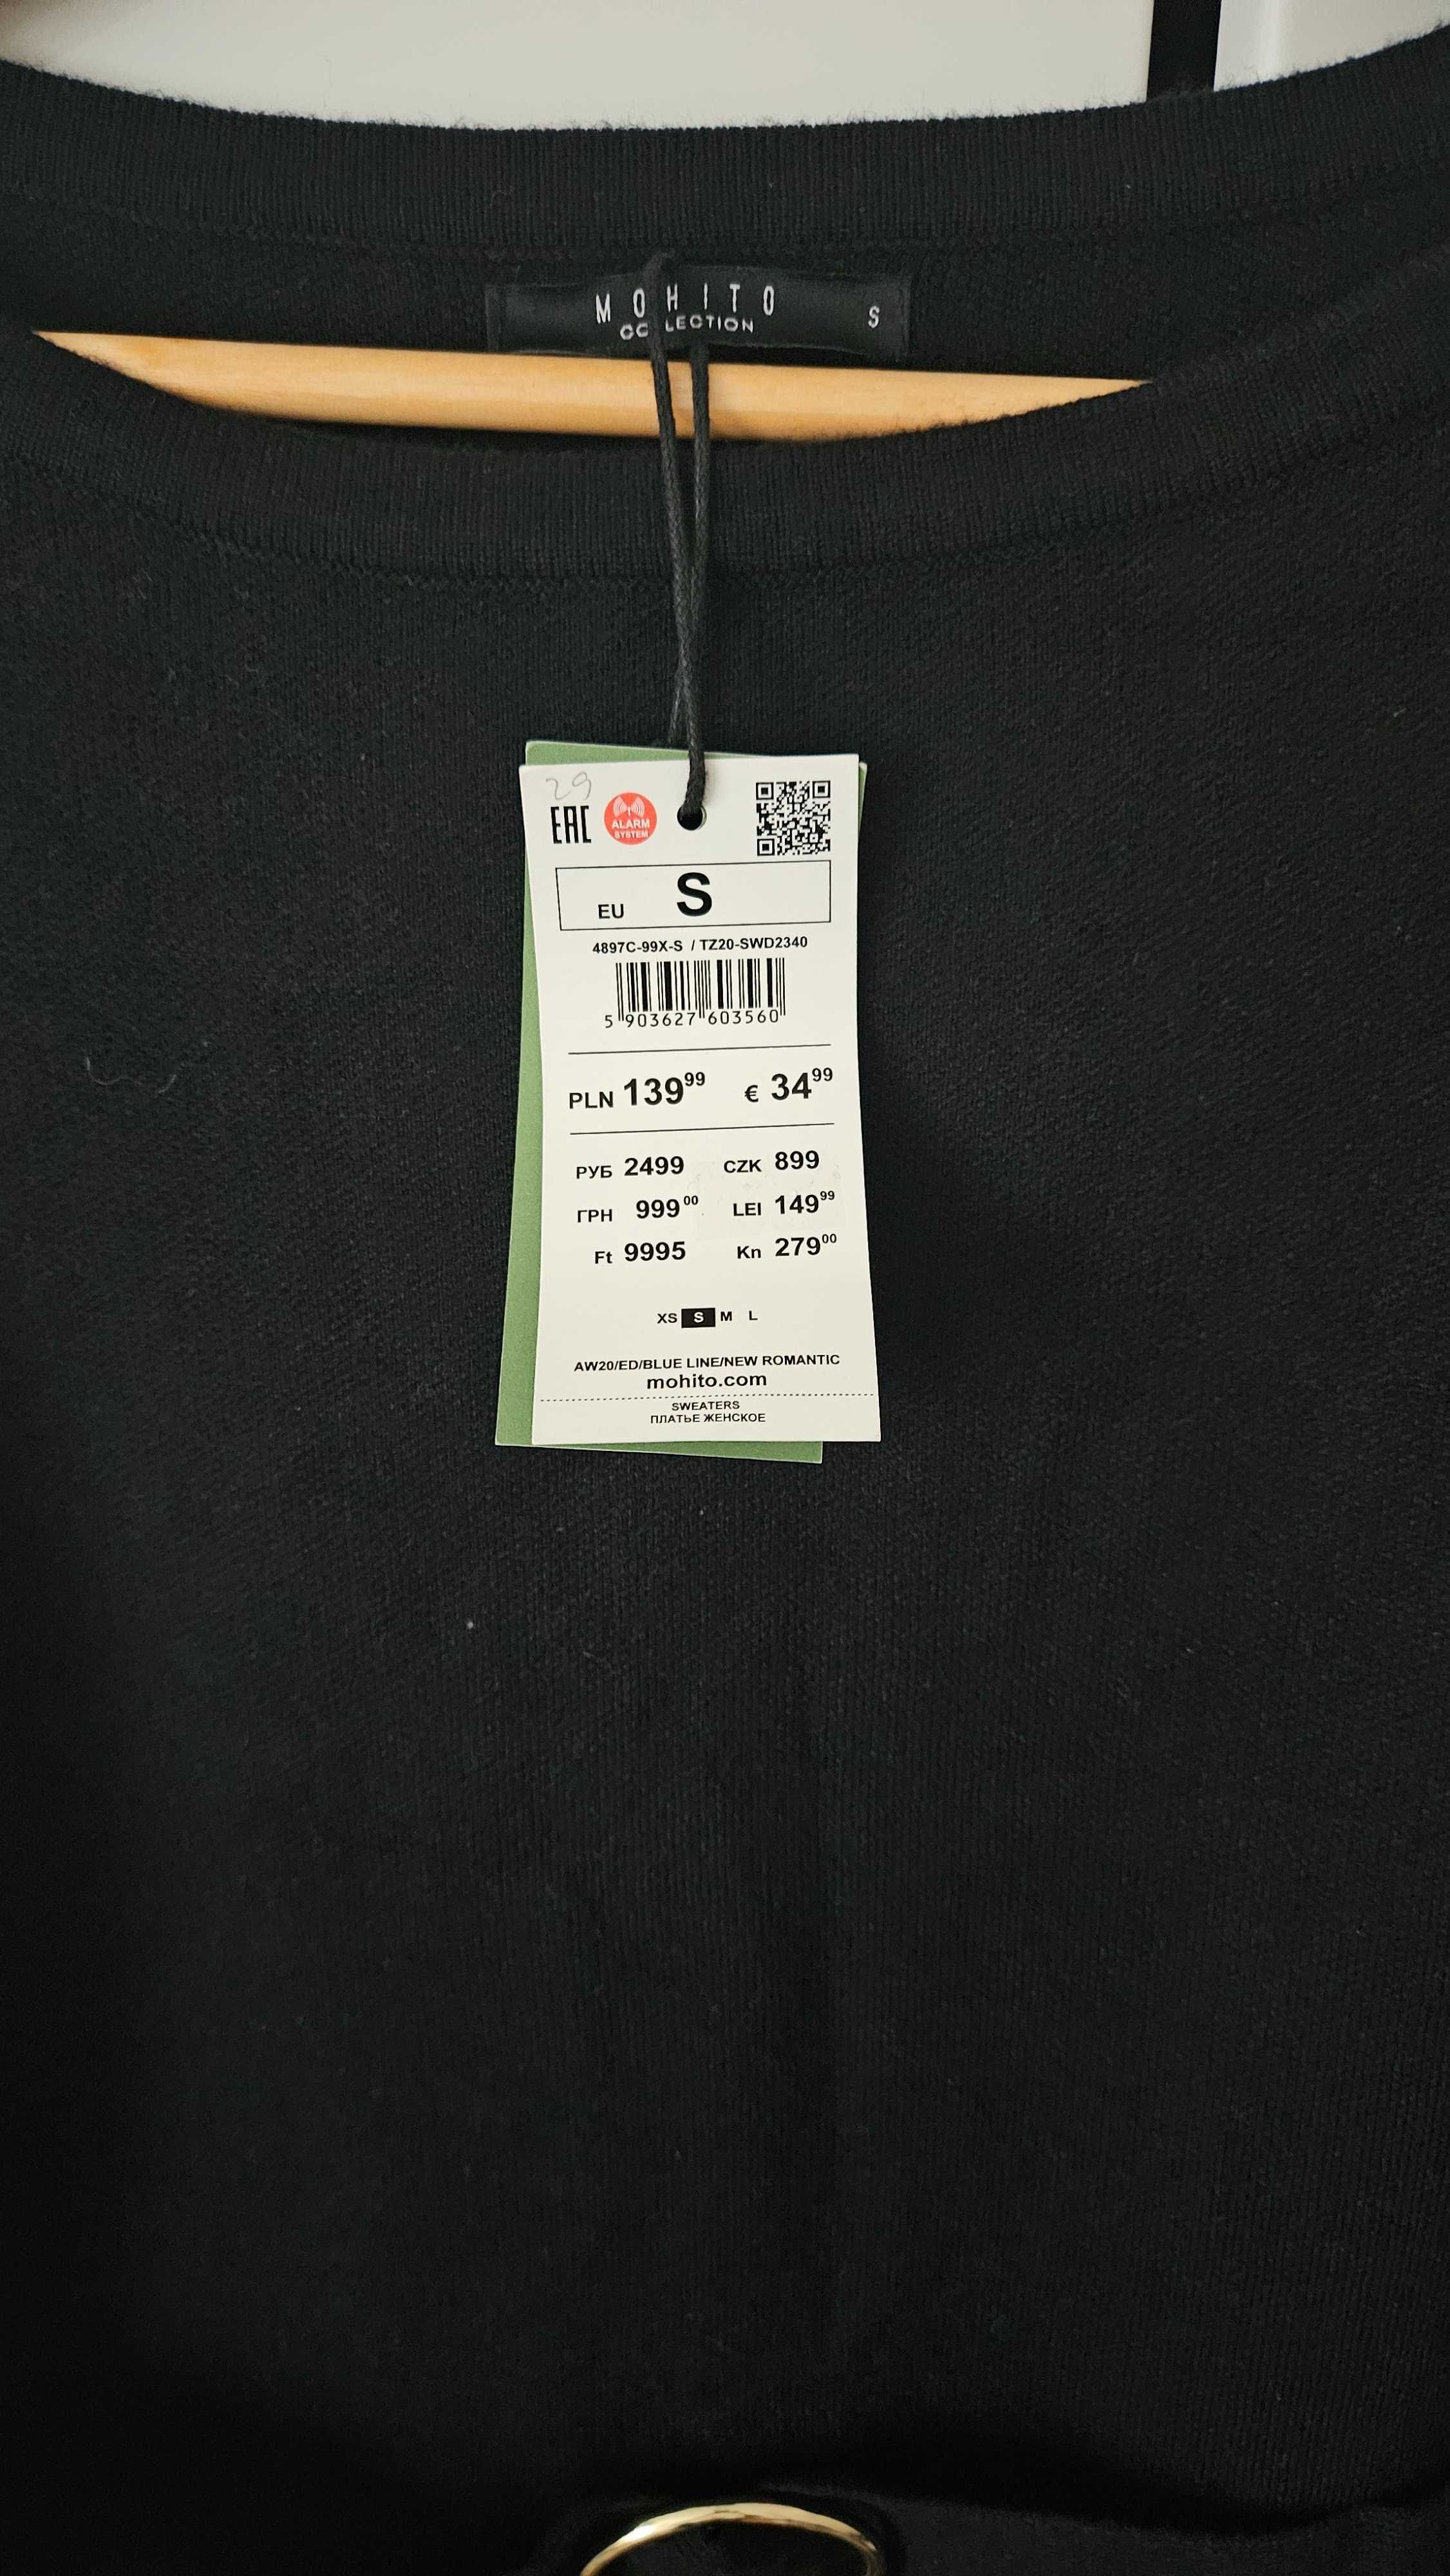 MOHITO
COLLECTION
S
29
EAC
ALARM
SYSTEM
EU S
4897C-99X-S / TZ20-SWD2340
5 903627 603560
PLN 139⁹⁹ € 34⁹⁹
РУБ 2499 CZK 899
ГРН 999⁰⁰ LEI 149⁹⁹
Ft 9995 Kn 279⁰⁰
XS S M L
AW20/ED/BLUE LINE/NEW ROMANTIC
mohito.com
SWEATERS
ПЛАТЬЕ ЖЕНСКОЕ